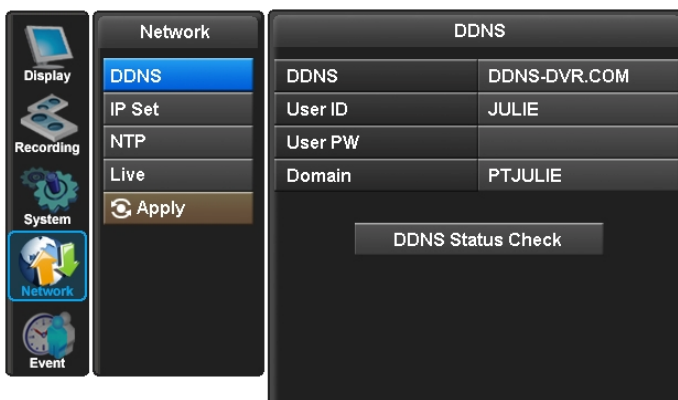 Display
Recording
System
Network
Event
Network
DDNS
IP Set
NTP
Live
Apply
DDNS
DDNS DDNS-DVR.COM
User ID JULIE
User PW
Domain PTJULIE
DDNS Status Check